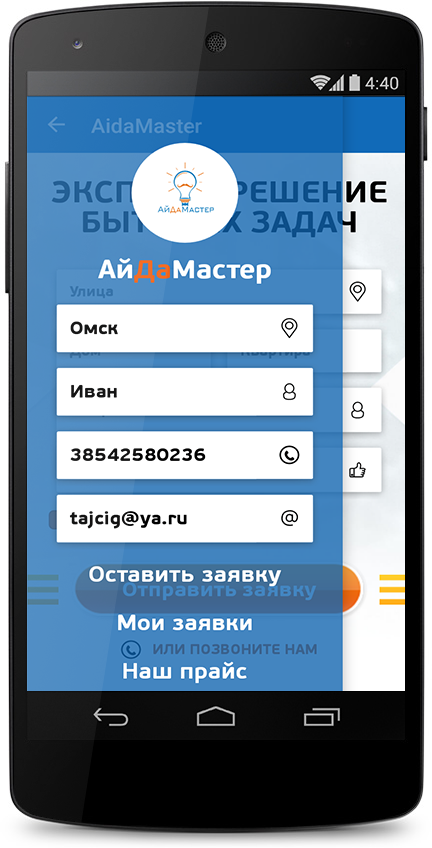 4:40
AidaMaster
ЭКСП РЕШЕНИЕ
БЫТ Х ЗАДАЧ
АйДаМастер
АйДаМастер
Улица
Омск
Дом
Квартира
Иван
38542580236
tajcig@ya.ru
@
Оставить заявку
Отправить заявку
Мои заявки
ИЛИ ПОЗВОНИТЕ НАМ
Наш прайс